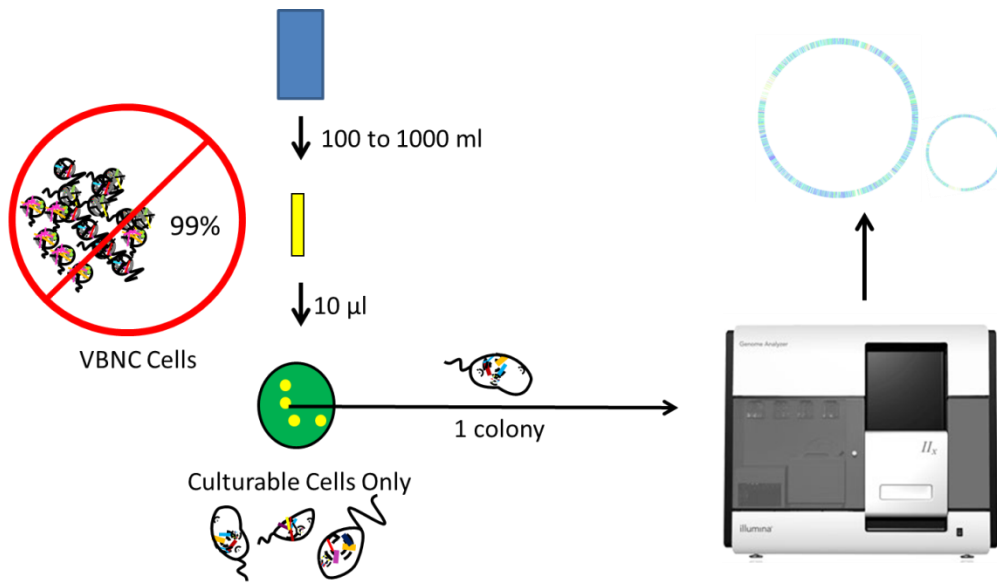 100 to 1000 ml
99%
10 µl
VBNC Cells
1 colony
Culturable Cells Only
Genome Analyzer
IIx
illumina